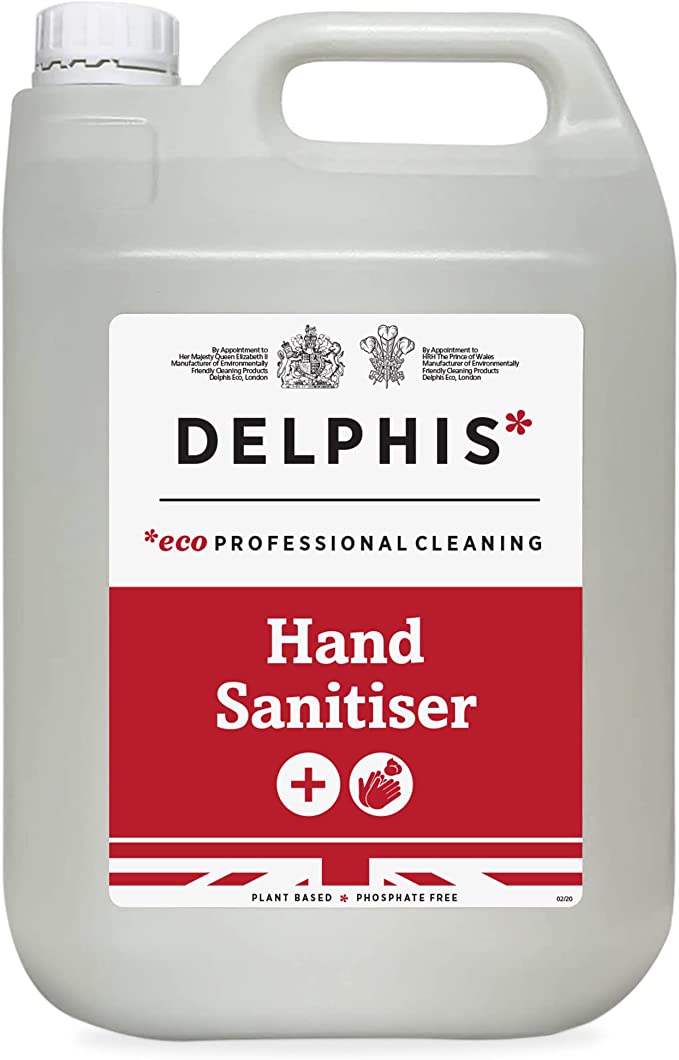 By Appointment to
Her Majesty Queen Elizabeth II
Manufacturer of Environmentally
Friendly Cleaning Products
Delphis Eco, London
By Appointment to
HRH The Prince of Wales
Manufacturer of Environmentally
Friendly Cleaning Products
Delphis Eco, London
DELPHIS*
*eco PROFESSIONAL CLEANING
Hand
Sanitiser
PLANT BASED * PHOSPHATE FREE
02/20